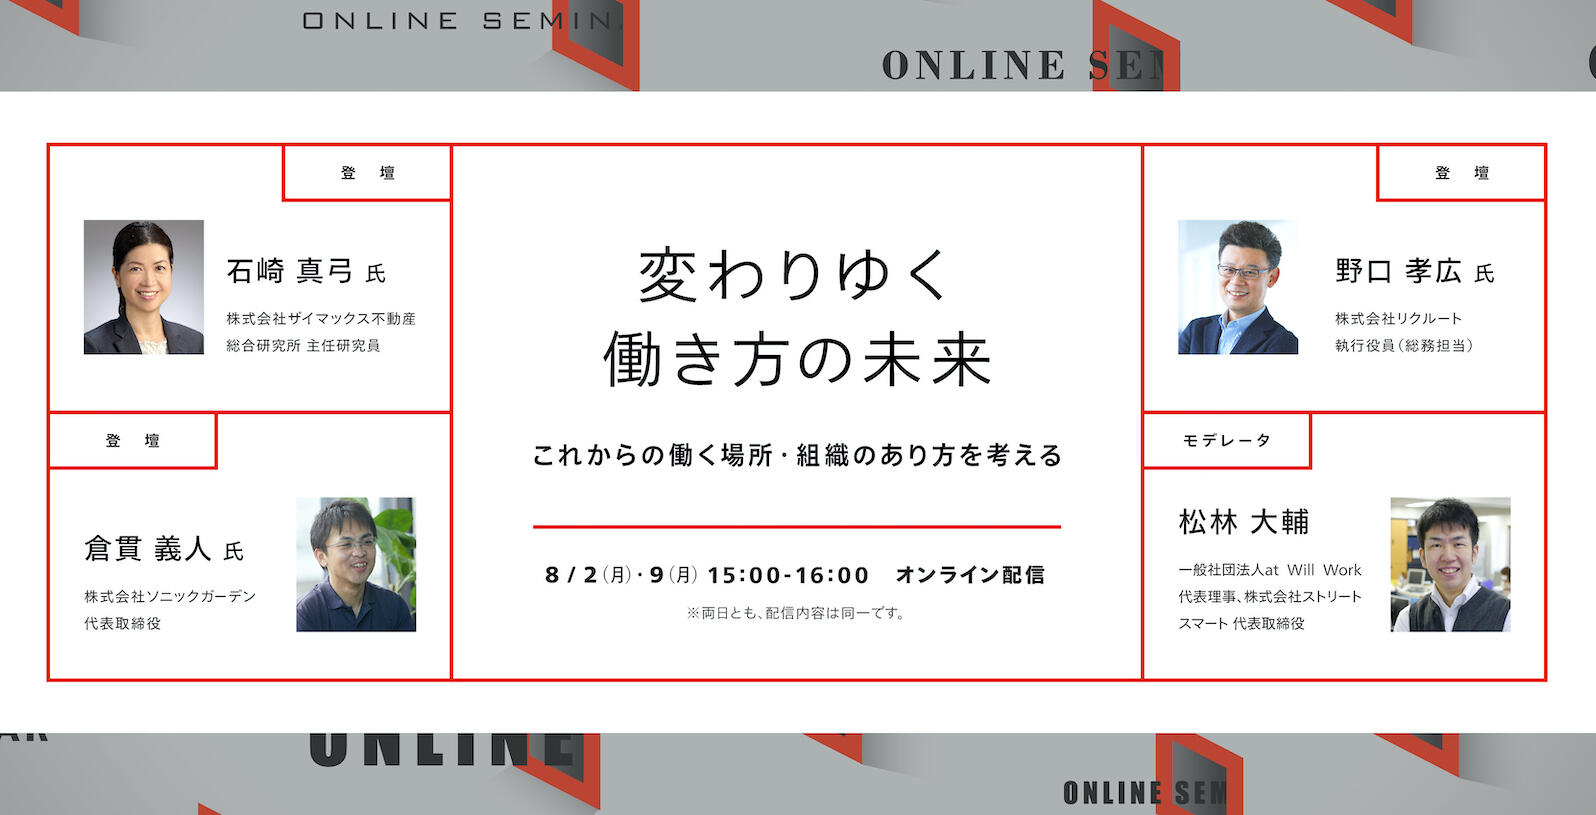 ONLINE SEMIN
ONLINE SEM
登 壇
石崎 真弓 氏
株式会社ザイマックス不動産
総合研究所 主任研究員
登 壇
倉貫 義人 氏
株式会社ソニックガーデン
代表取締役
変わりゆく
働き方の未来
これからの働く場所・組織のあり方を考える
8/2(月)・9(月) 15:00-16:00 オンライン配信
※両日とも、配信内容は同一です。
登 壇
野口 孝広 氏
株式会社リクルート
執行役員(総務担当)
モデレータ
松林 大輔
一般社団法人at Will Work
代表理事、株式会社ストリート
スマート 代表取締役
ONLINE
ONLINE SEM